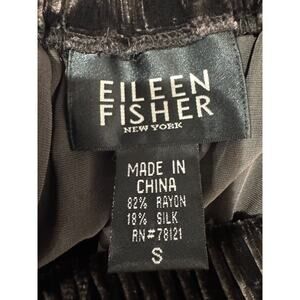 EILEEN
FISHER
NEW YORK
MADE IN
CHINA
82% RAYON
18% SILK
RN#78121
S